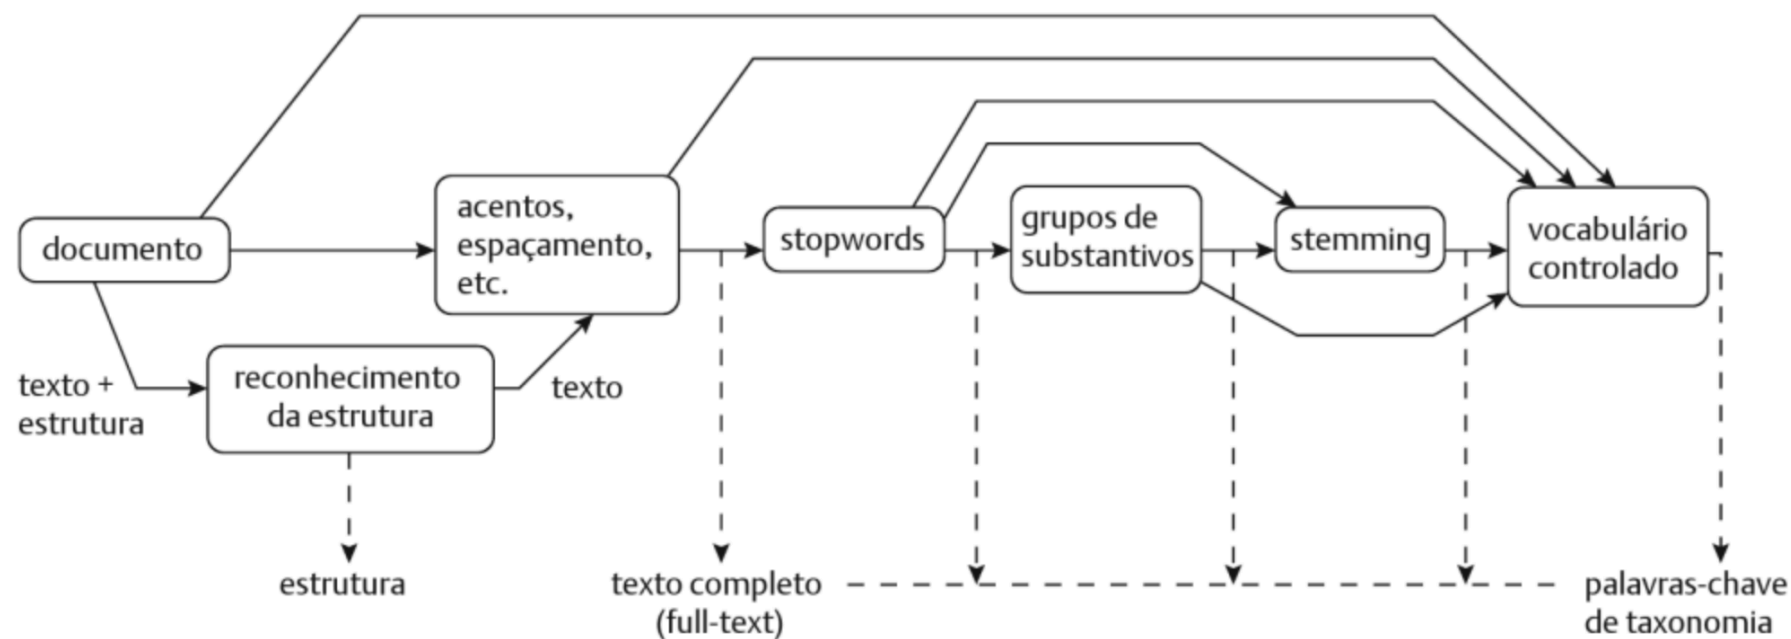 documento
texto +
estrutura
reconhecimento
da estrutura
texto
acentos,
espaçamento,
etc.
stopwords
grupos de
substantivos
stemming
vocabulário
controlado
estrutura
texto completo
(full-text)
palavras-chave
de taxonomia